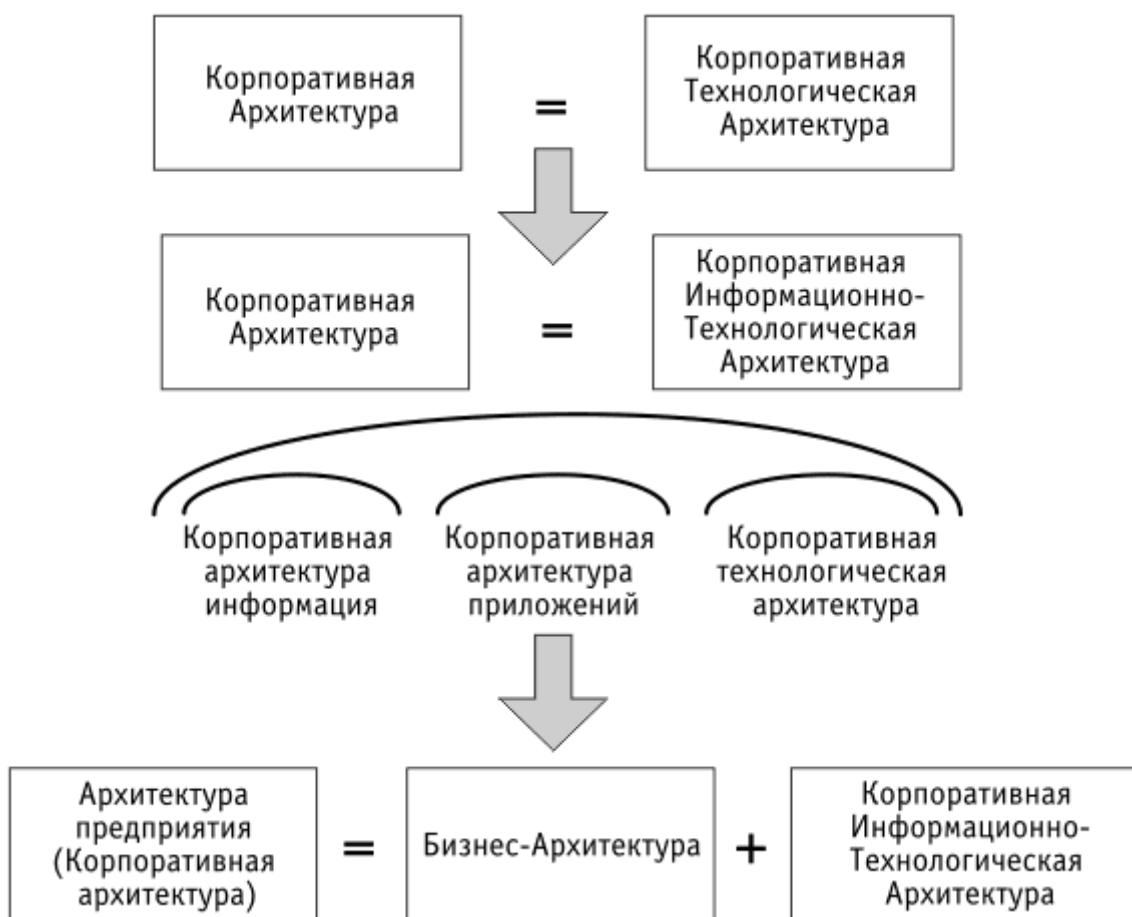 Корпоративная
Архитектура
=
Корпоративная
Технологическая
Архитектура
Корпоративная
Архитектура
=
Корпоративная
Информационно-
Технологическая
Архитектура
Корпоративная
архитектура
информация
Корпоративная
архитектура
приложений
Корпоративная
технологическая
архитектура
Архитектура
предприятия
(Корпоративная
архитектура)
=
Бизнес-Архитектура
+
Корпоративная
Информационно-
Технологическая
Архитектура